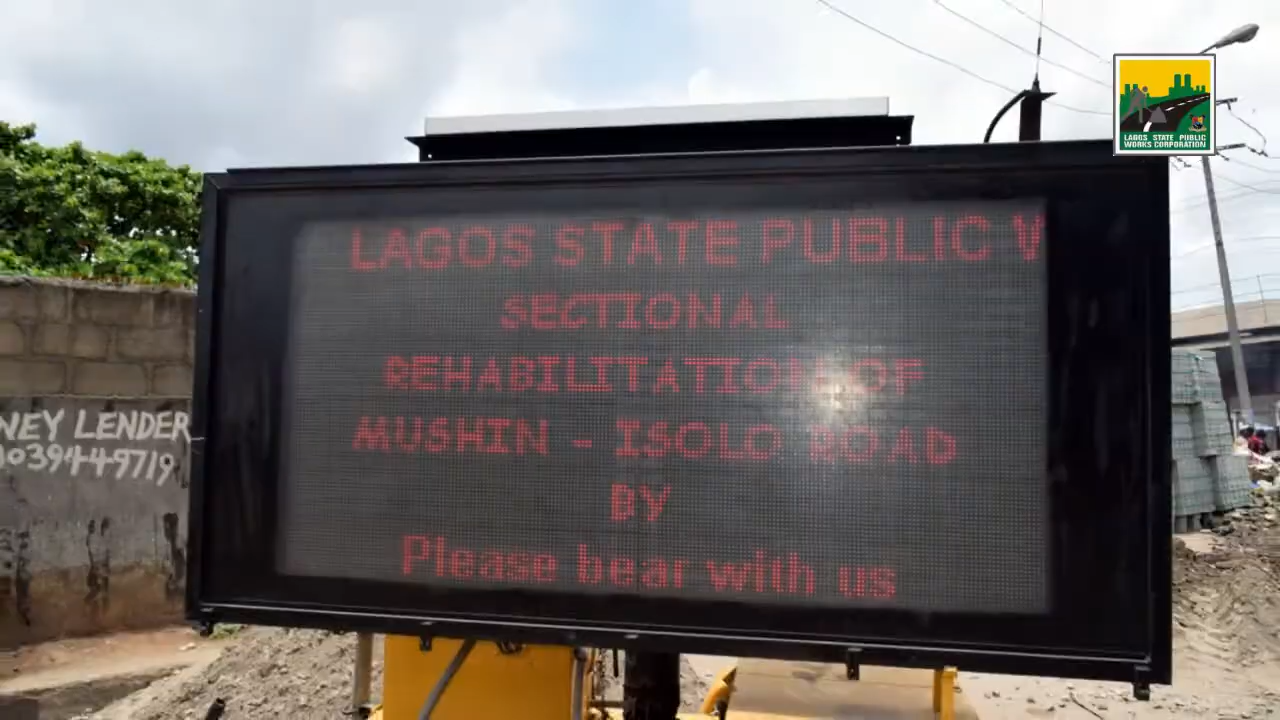 LAGOS STATE PUBLIC W
SECTIONAL
REHABILITATION OF
MUSHIN - ISOLO ROAD
BY
Please bear with us
LAGOS STATE PUBLIC
WORKS CORPORATION
NEY LENDER
039449719